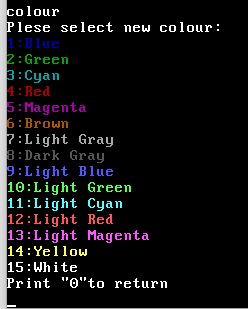 colour
Plese select new colour:
1:Blue
2:Green
3:Cyan
4:Red
5:Magenta
6:Brown
7:Light Gray
8:Dark Gray
9:Light Blue
10:Light Green
11:Light Cyan
12:Light Red
13:Light Magenta
14:Yellow
15:White
Print "0"to return
_